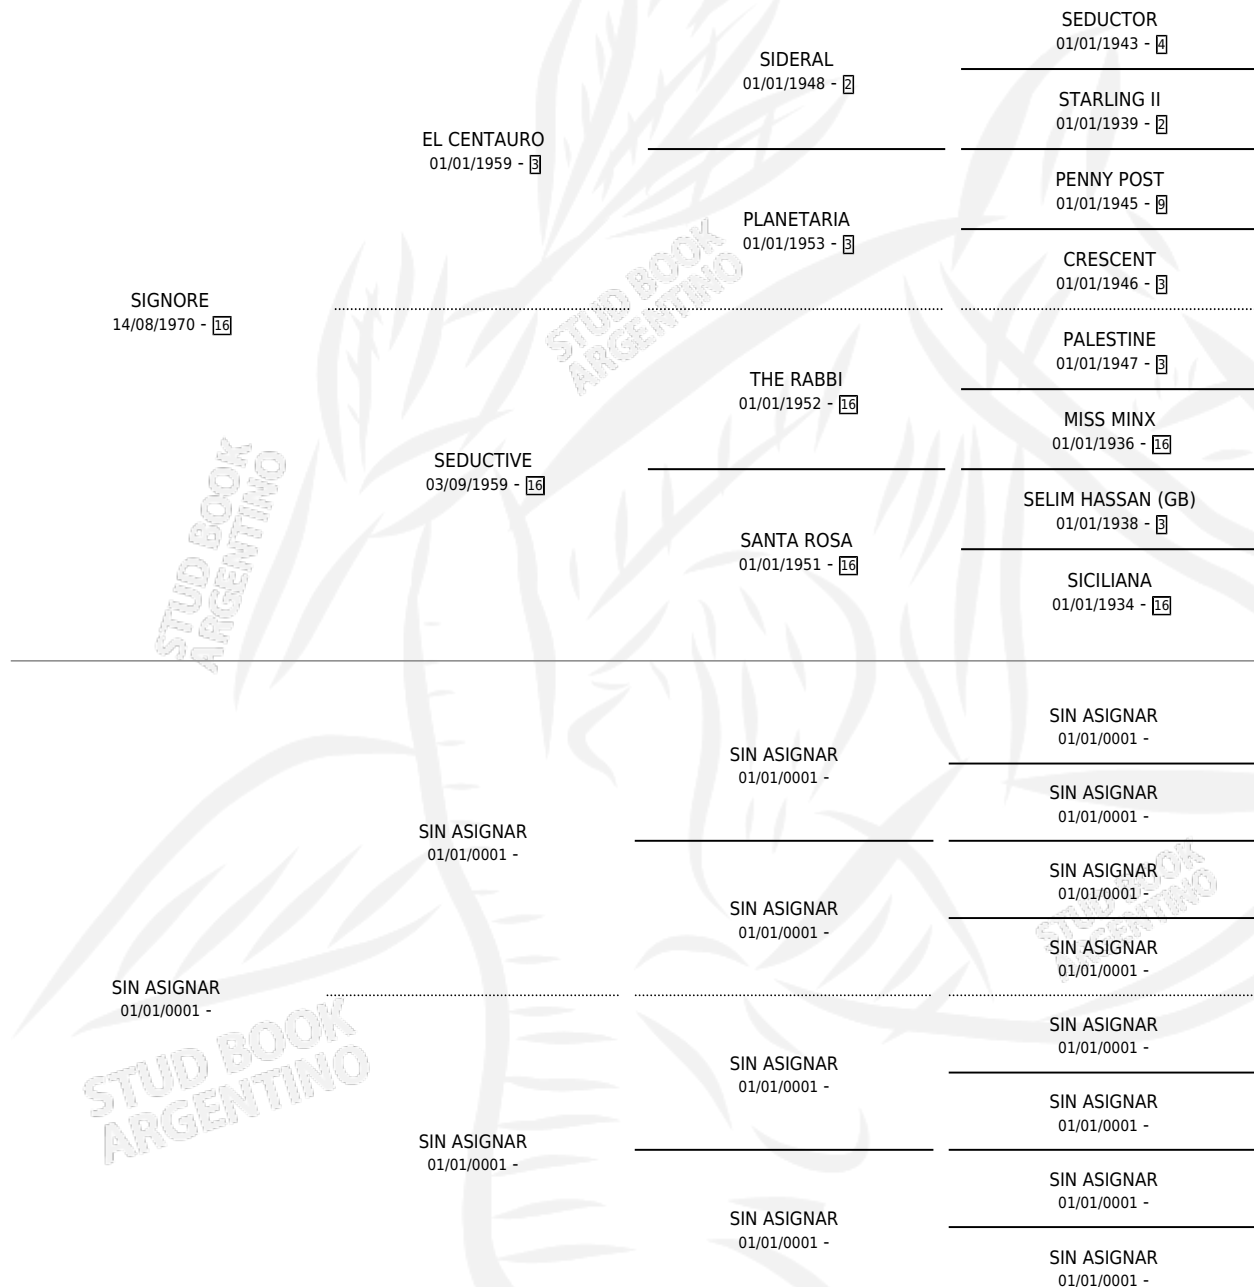 SEDUCTOR
01/01/1943 - 4
SIDERAL
01/01/1948 - 2
STARLING II
01/01/1939 - 2
EL CENTAURO
01/01/1959 - 3
PENNY POST
01/01/1945 - 9
PLANETARIA
01/01/1953 - 3
CRESCENT
01/01/1946 - 3
SIGNORE
14/08/1970 - 16
PALESTINE
01/01/1947 - 3
THE RABBI
01/01/1952 - 16
MISS MINX
01/01/1936 - 16
SEDUCTIVE
03/09/1959 - 16
SELIM HASSAN (GB)
01/01/1938 - 3
SANTA ROSA
01/01/1951 - 16
SICILIANA
01/01/1934 - 16
STUD BOOK
ARGENTINO
STUD BOOK
ARGENTINO
SIN ASIGNAR
01/01/0001 -
SIN ASIGNAR
01/01/0001 -
SIN ASIGNAR
01/01/0001 -
SIN ASIGNAR
01/01/0001 -
SIN ASIGNAR
01/01/0001 -
SIN ASIGNAR
01/01/0001 -
SIN ASIGNAR
01/01/0001 -
SIN ASIGNAR
01/01/0001 -
SIN ASIGNAR
01/01/0001 -
SIN ASIGNAR
01/01/0001 -
SIN ASIGNAR
01/01/0001 -
SIN ASIGNAR
01/01/0001 -
SIN ASIGNAR
01/01/0001 -
SIN ASIGNAR
01/01/0001 -
SIN ASIGNAR
01/01/0001 -
STUD BOOK
ARGENTINO
STUD BOOK
ARGENTINO